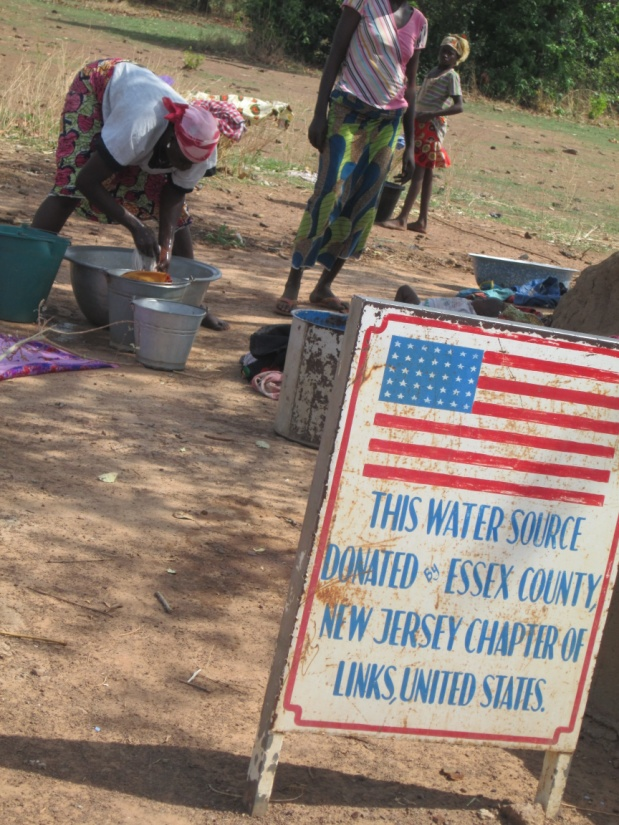 THIS WATER SOURCE
DONATED By ESSEX COUNTY,
NEW JERSEY CHAPTER OF
LINKS, UNITED STATES.